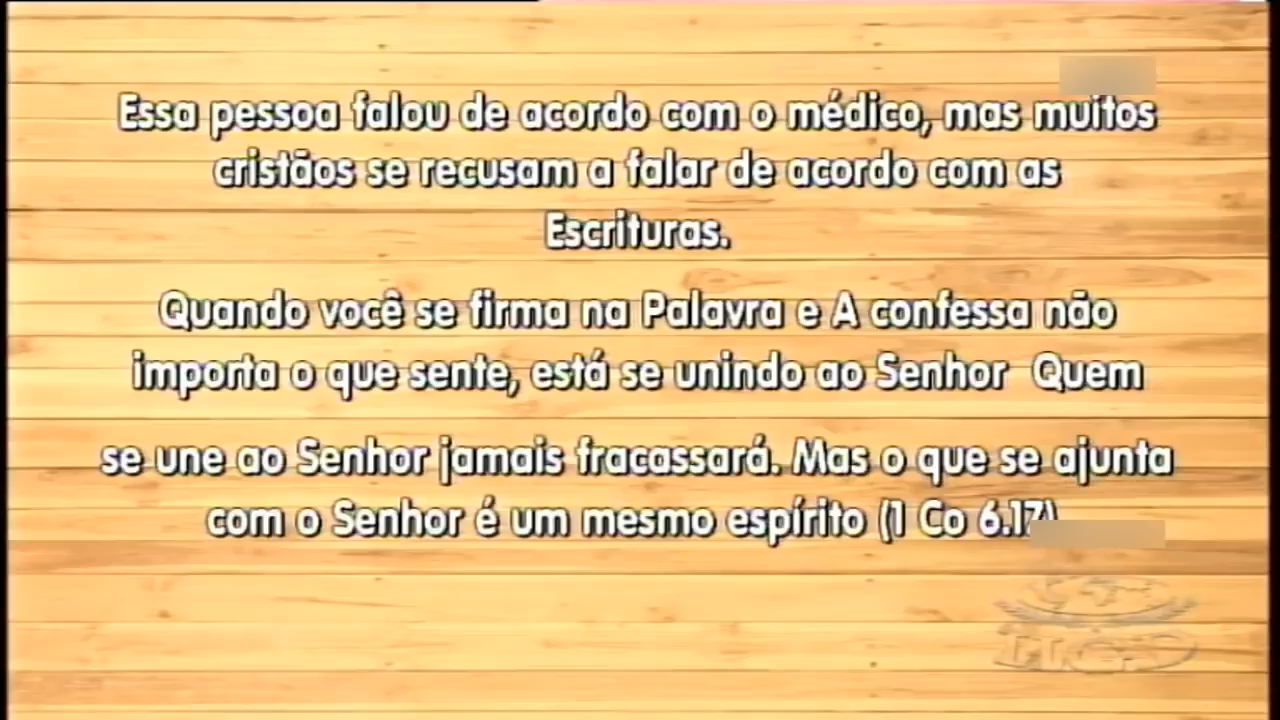 Essa pessoa falou de acordo com o médico, mas muitos
cristãos se recusam a falar de acordo com as
Escrituras.
Quando você se firma na Palavra e A confessa não
importa o que sente, está se unindo ao Senhor Quem
se une ao Senhor jamais fracassará. Mas o que se ajunta
com o Senhor é um mesmo espírito (1 Co 6.17)